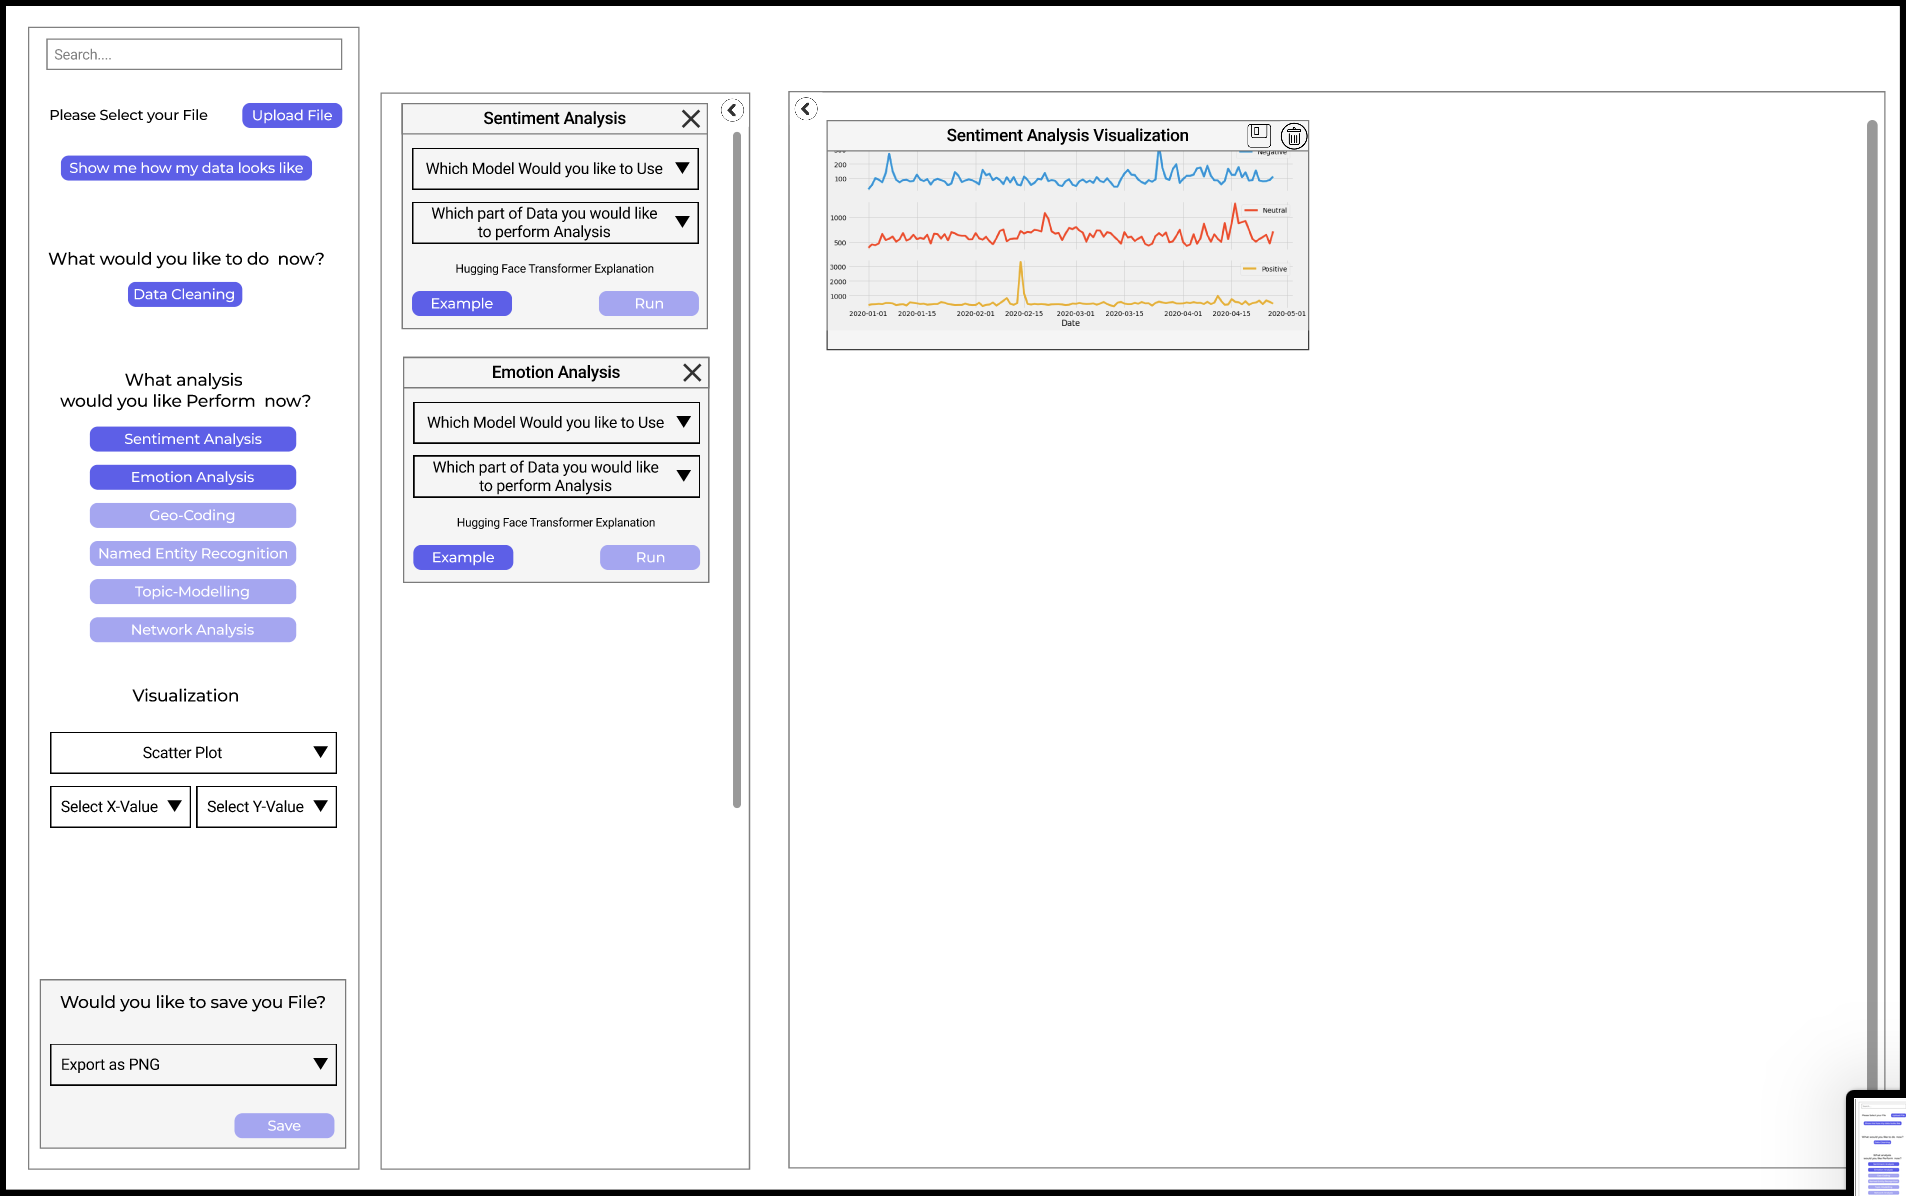 Search....
Please Select your File
Upload File
Show me how my data looks like
What would you like to do now?
Data Cleaning
What analysis
would you like Perform now?
Sentiment Analysis
Emotion Analysis
Geo-Coding
Named Entity Recognition
Topic-Modelling
Network Analysis
Visualization
Scatter Plot
Select X-Value
Select Y-Value
Would you like to save you File?
Export as PNG
Save
Sentiment Analysis
Which Model Would you like to Use
Which part of Data you would like
to perform Analysis
Hugging Face Transformer Explanation
Example
Run
Emotion Analysis
Which Model Would you like to Use
Which part of Data you would like
to perform Analysis
Hugging Face Transformer Explanation
Example
Run
Sentiment Analysis Visualization
Negative
200
100
Neutral
1000
500
Positive
3000
2000
1000
2020-01-01 2020-01-15 2020-02-01 2020-02-15 2020-03-01 2020-03-15 2020-04-01 2020-04-15 2020-05-01
Date